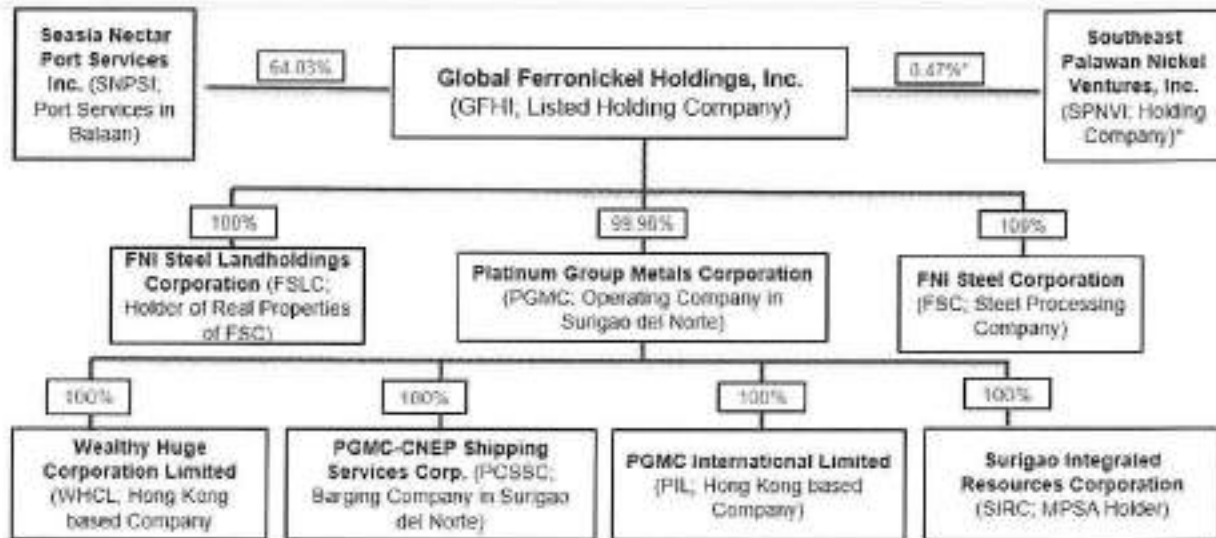 Seasia Nectar
Port Services
Inc. (SNPSI;
Port Services in
Balaan)
64.03%
Global Ferronickel Holdings, Inc.
(GFHI; Listed Holding Company)
0.47%*
Southeast
Palawan Nickel
Ventures, Inc.
(SPNVI; Holding
Company)*
100%
FNI Steel Landholdings
Corporation (FSLC;
Holder of Real Properties
of FSC)
99.98%
Platinum Group Metals Corporation
(PGMC; Operating Company in
Surigao del Norte)
100%
FNI Steel Corporation
(FSC; Steel Processing
Company)
100%
Wealthy Huge
Corporation Limited
(WHCL; Hong Kong
based Company
100%
PGMC-CNEP Shipping
Services Corp. (PCSSC;
Barging Company in Surigao
del Norte)
100%
PGMC International Limited
(PIL; Hong Kong based
Company)
100%
Surigao Integrated
Resources Corporation
(SIRC; MPSA Holder)